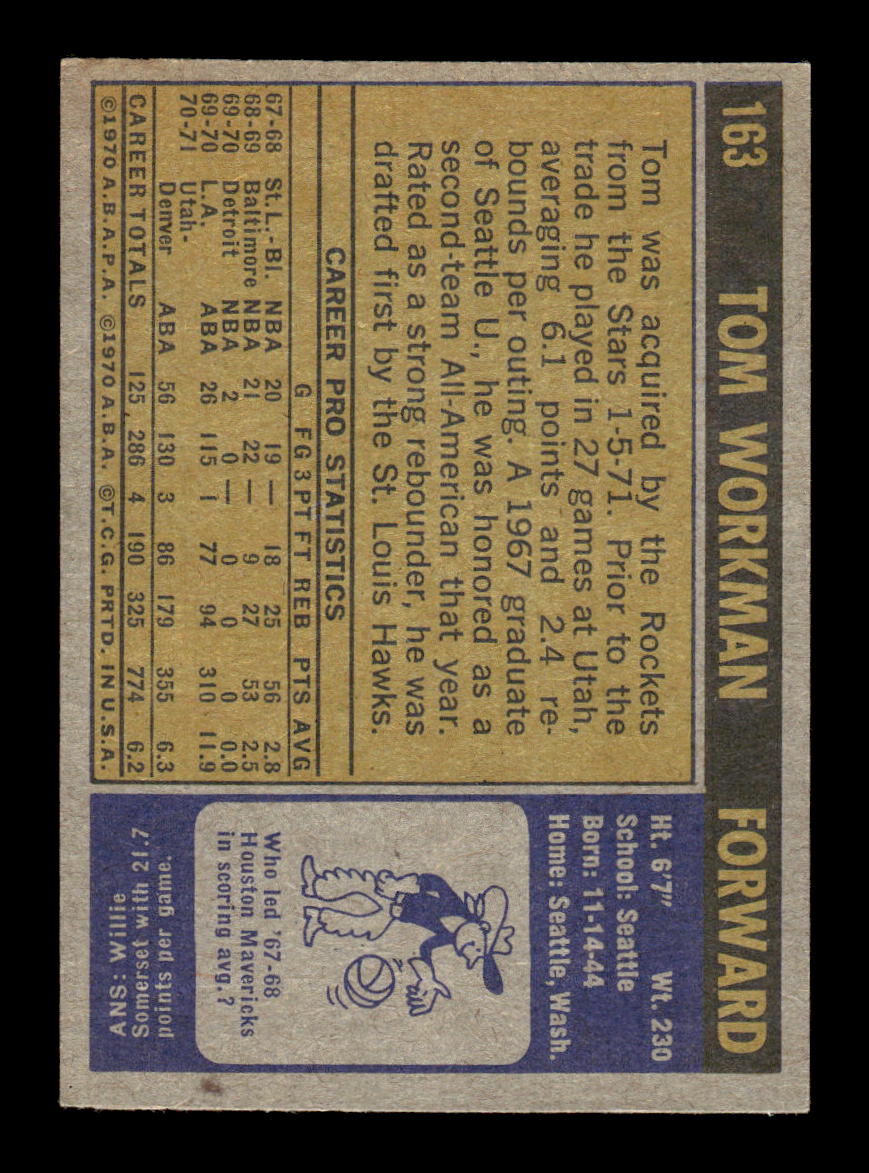 163 TOM WORKMAN FORWARD
Tom was acquired by the Rockets
from the Stars 1-5-71. Prior to the
trade he played in 27 games at Utah,
averaging 6.1 points and 2.4 re-
bounds per outing. A 1967 graduate
of Seattle U., he was honored as a
second-team All-American that year.
Rated as a strong rebounder, he was
drafted first by the St. Louis Hawks.
CAREER PRO STATISTICS
G FG 3PT FT REB PTS AVG
67-68 St.L.-Bl. NBA 20 19 — 18 25 56 2.8
68-69 Baltimore NBA 21 22 — 9 27 53 2.5
69-70 Detroit NBA 2 0 — 0 0 0 0.0
69-70 L.A. ABA 26 115 1 77 94 310 11.9
70-71 Utah-
Denver ABA 56 130 3 86 179 355 6.3
CAREER TOTALS 125 286 4 190 325 774 6.2
©1970 A.B.A.P.A. ©1970 A.B.A. ©T.C.G. PRTD. IN U.S.A.
Ht. 6'7" Wt. 230
School: Seattle
Born: 11-14-44
Home: Seattle, Wash.
Who led '67-68
Houston Mavericks
in scoring avg.?
ANS: Willie
Somerset with 21.7
points per game.